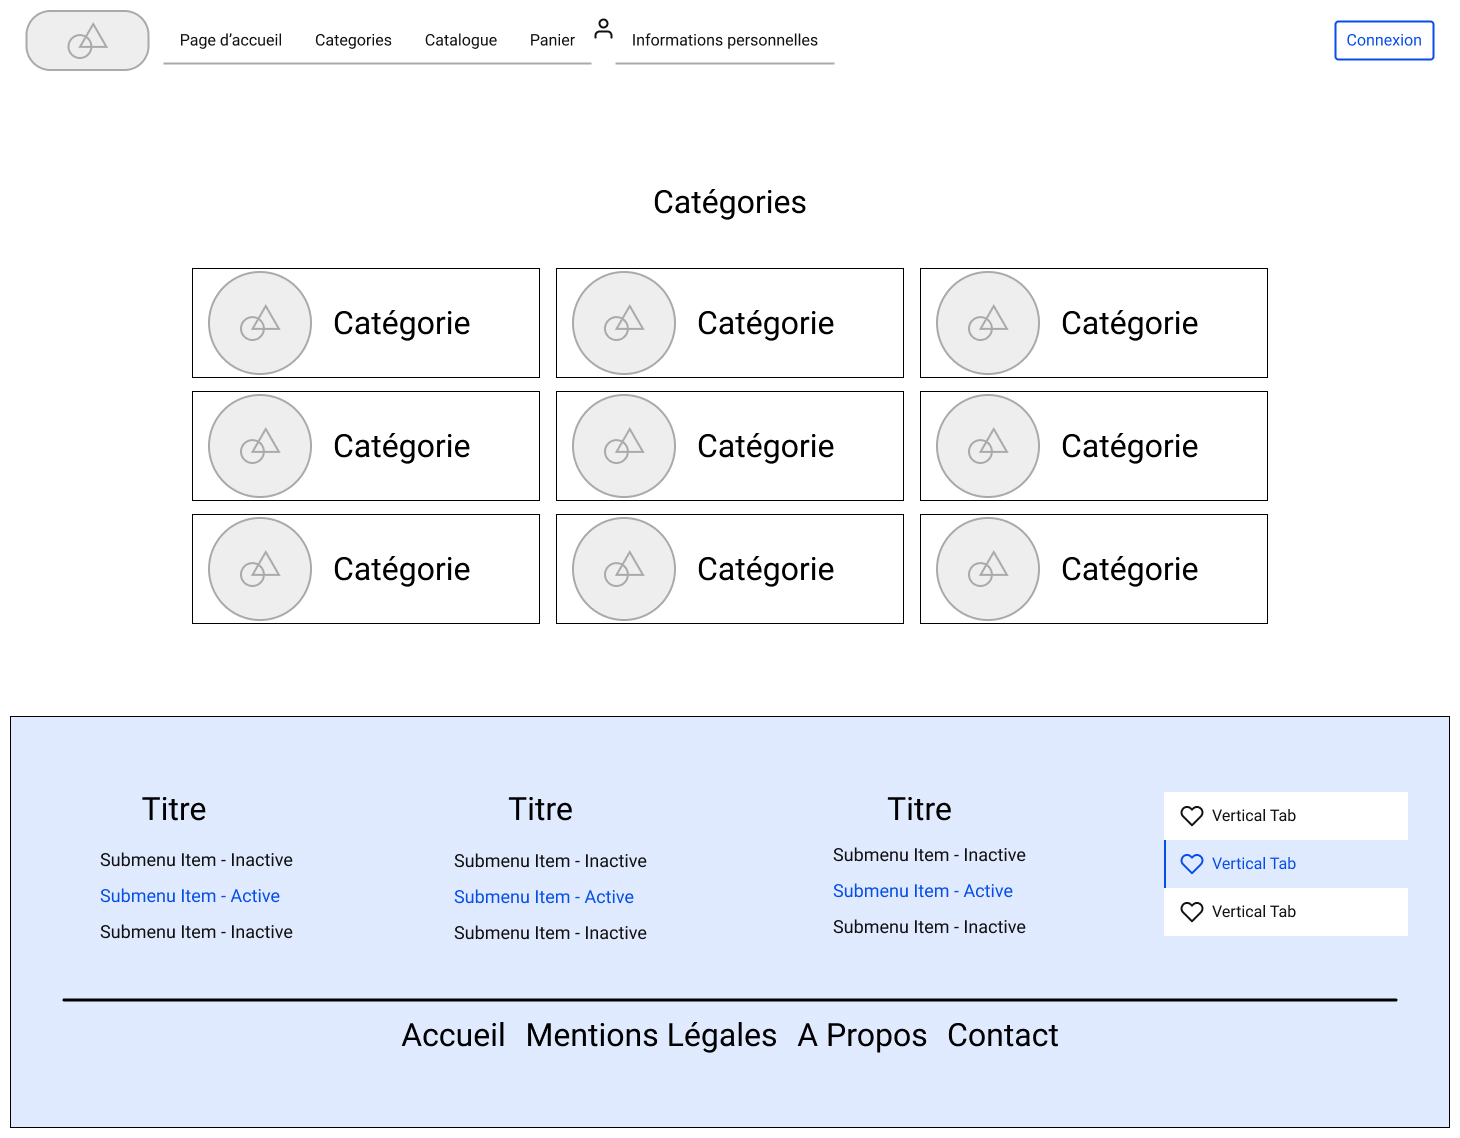 Page d’accueil Categories Catalogue Panier Informations personnelles Connexion
Catégories
Catégorie Catégorie Catégorie
Catégorie Catégorie Catégorie
Catégorie Catégorie Catégorie
Titre
Submenu Item - Inactive
Submenu Item - Active
Submenu Item - Inactive
Titre
Submenu Item - Inactive
Submenu Item - Active
Submenu Item - Inactive
Titre
Submenu Item - Inactive
Submenu Item - Active
Submenu Item - Inactive
Vertical Tab
Vertical Tab
Vertical Tab
Accueil Mentions Légales A Propos Contact